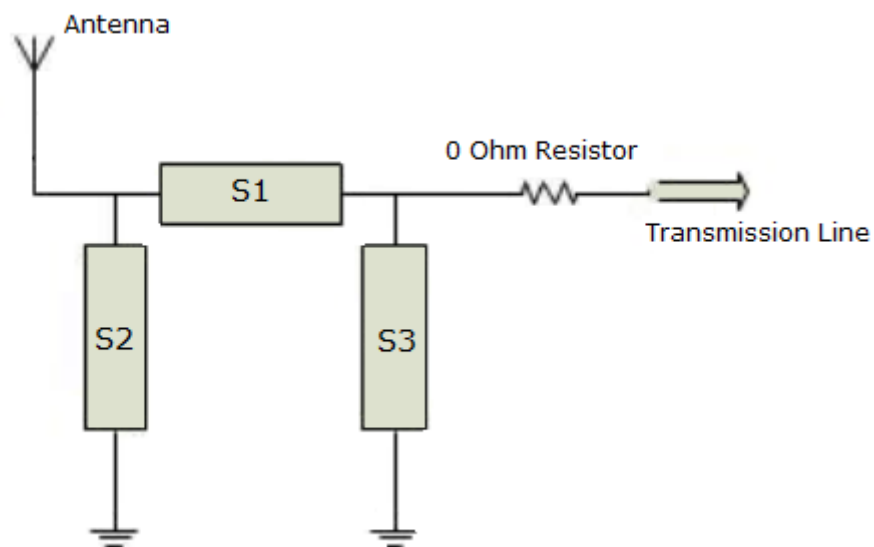 Antenna
0 Ohm Resistor
S1
Transmission Line
S2
S3